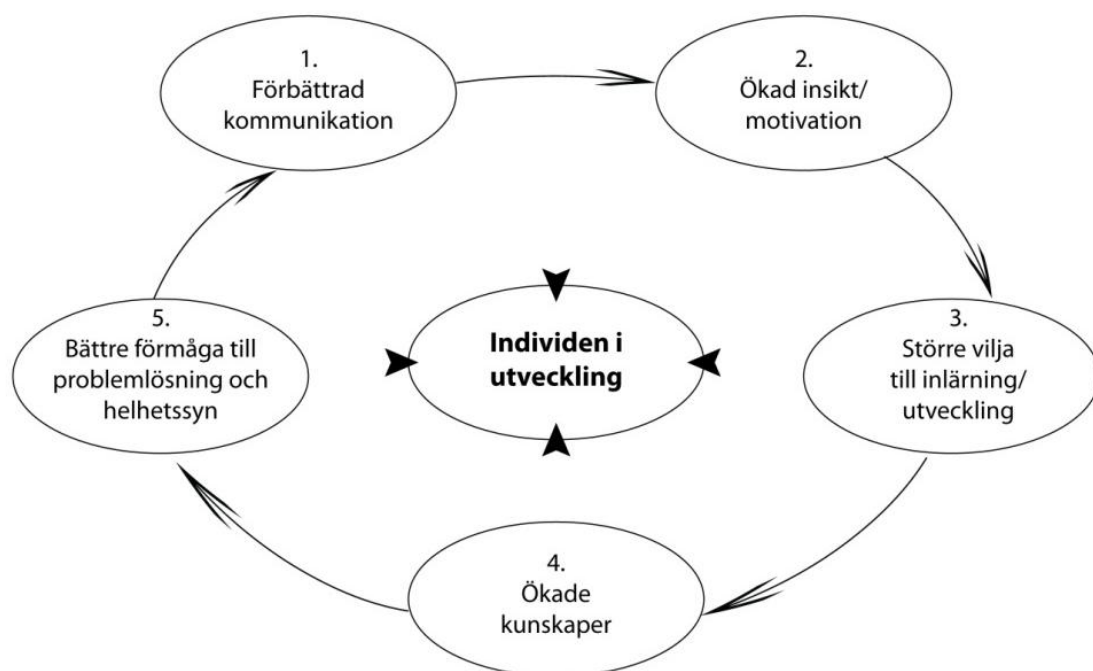 1.
Förbättrad
kommunikation
2.
Ökad insikt/
motivation
3.
Större vilja
till inlärning/
utveckling
4.
Ökade
kunskaper
5.
Bättre förmåga till
problemlösning och
helhetssyn
Individen i
utveckling